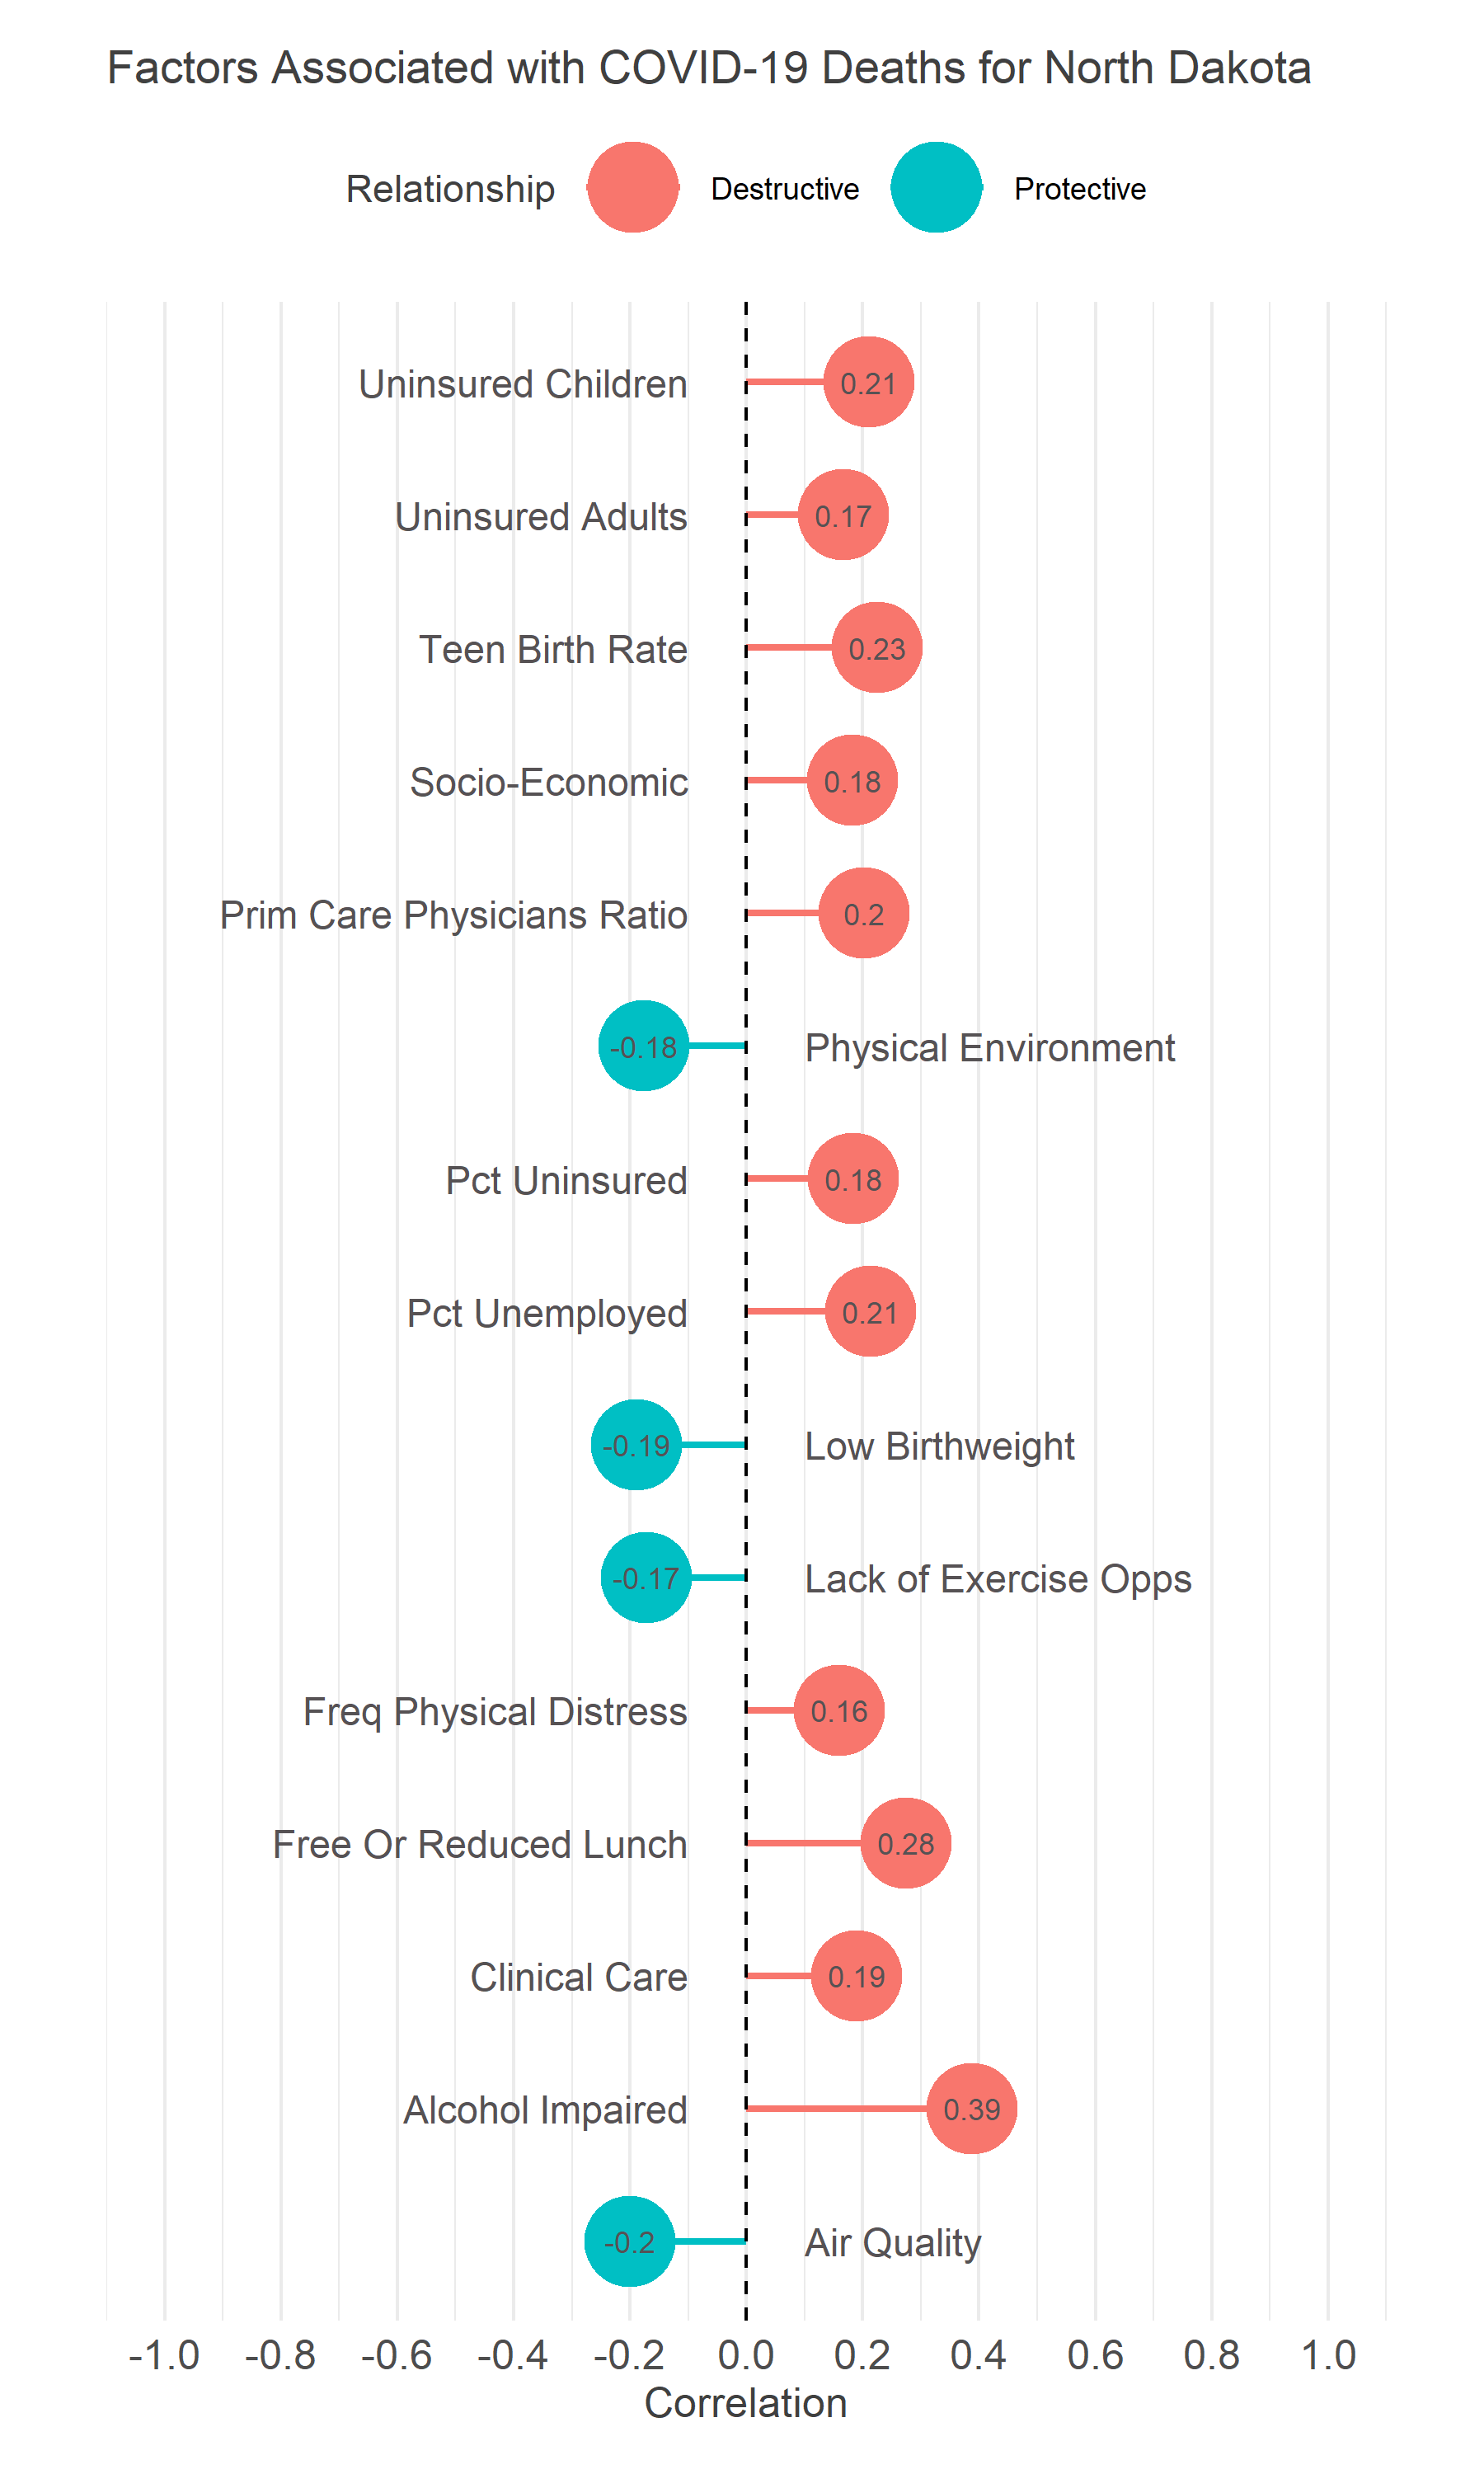 Factors Associated with COVID-19 Deaths for North Dakota
Relationship Destructive Protective
Uninsured Children 0.21
Uninsured Adults 0.17
Teen Birth Rate 0.23
Socio-Economic 0.18
Prim Care Physicians Ratio 0.2
-0.18 Physical Environment
Pct Uninsured 0.18
Pct Unemployed 0.21
-0.19 Low Birthweight
-0.17 Lack of Exercise Opps
Freq Physical Distress 0.16
Free Or Reduced Lunch 0.28
Clinical Care 0.19
Alcohol Impaired 0.39
-0.2 Air Quality
-1.0 -0.8 -0.6 -0.4 -0.2 0.0 0.2 0.4 0.6 0.8 1.0
Correlation